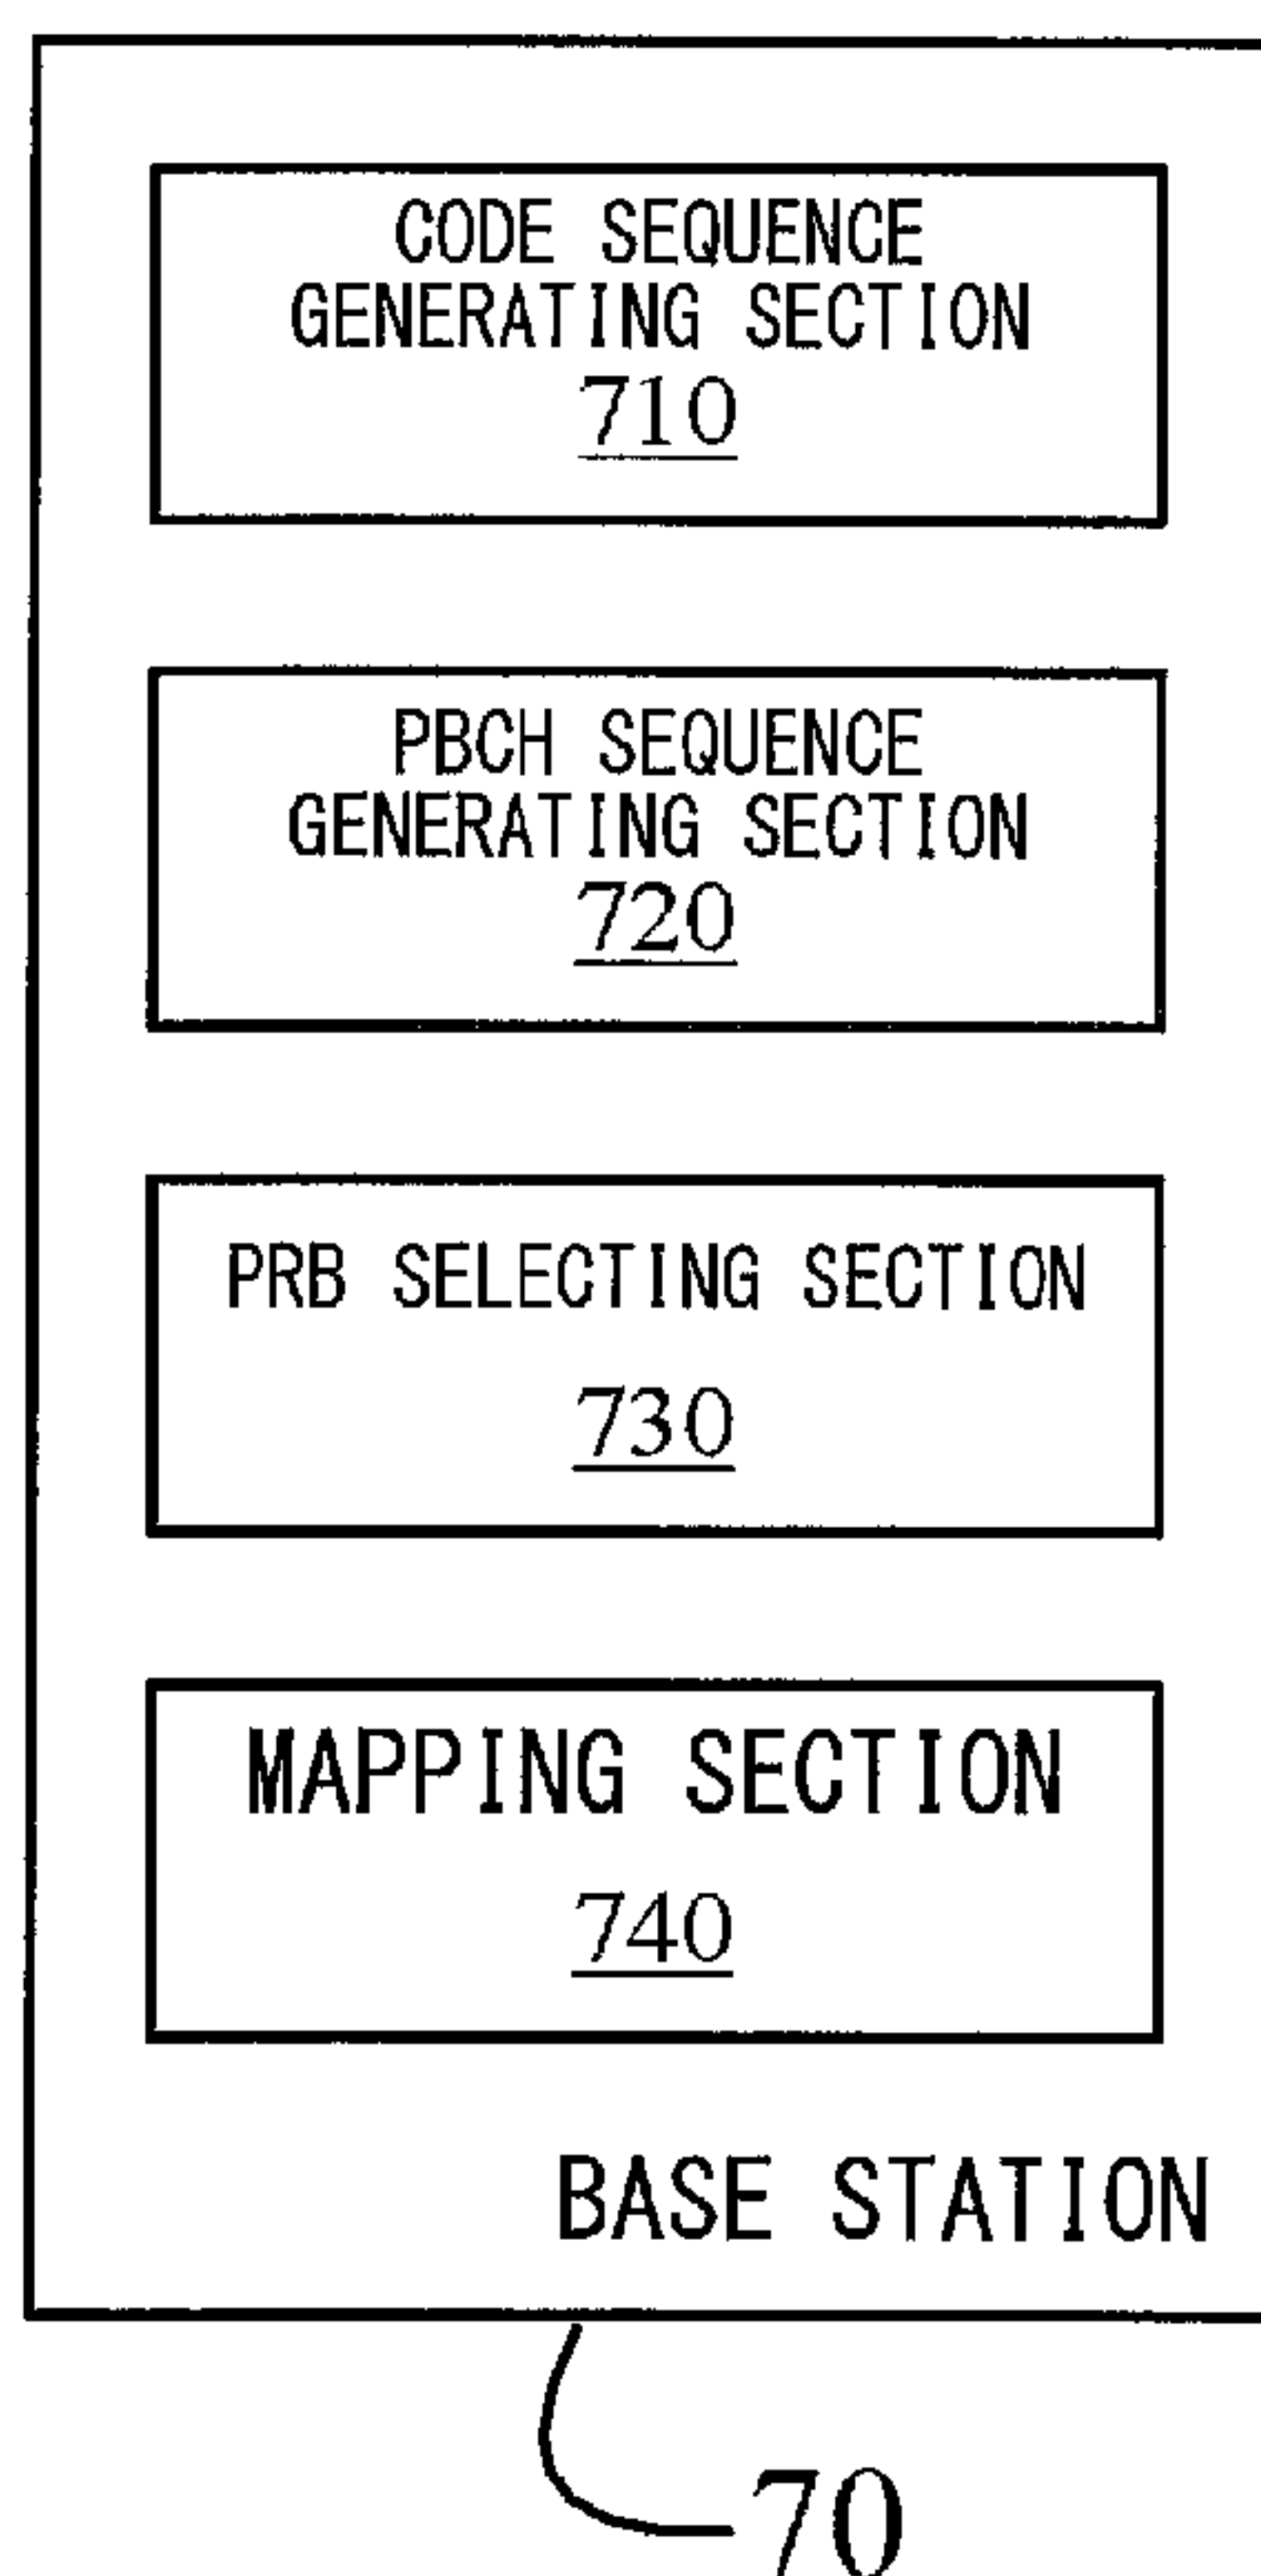 CODE SEQUENCE
GENERATING SECTION
710
PBCH SEQUENCE
GENERATING SECTION
720
PRB SELECTING SECTION
730
MAPPING SECTION
740
BASE STATION
70